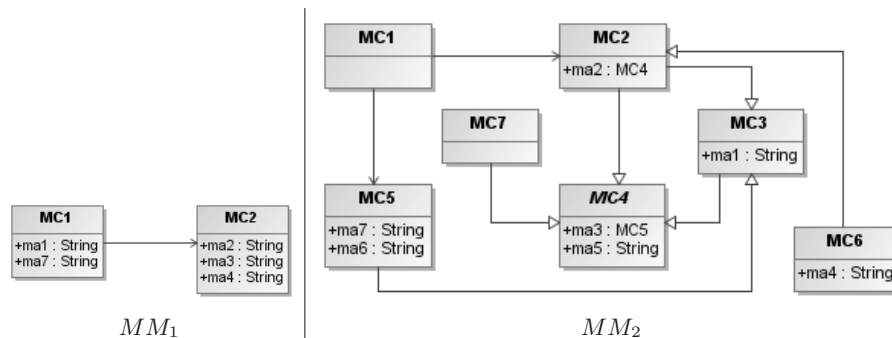 MC1
+ma1 : String
+ma7 : String
MC2
+ma2 : String
+ma3 : String
+ma4 : String
MM1
MC1
MC2
+ma2 : MC4
MC7
MC3
+ma1 : String
MC5
+ma7 : String
+ma6 : String
MC4
+ma3 : MC5
+ma5 : String
MC6
+ma4 : String
MM2